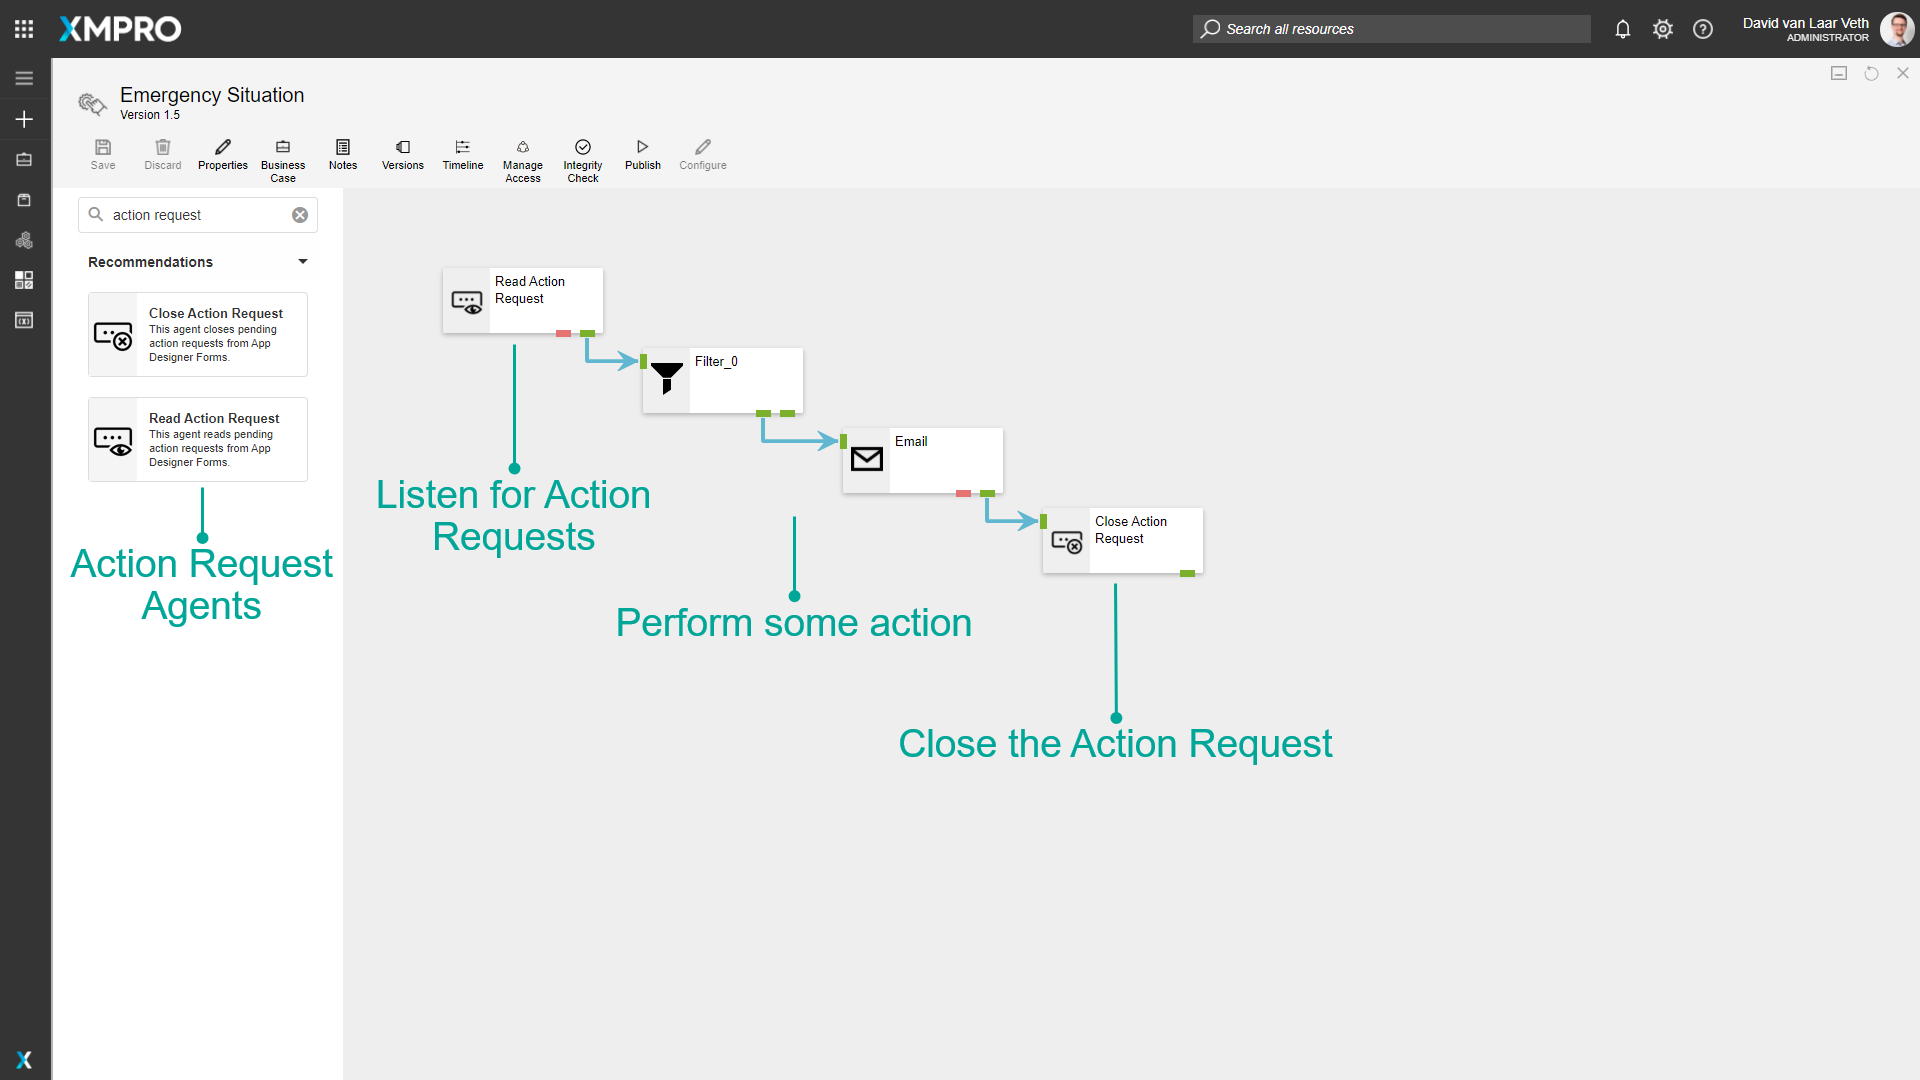 XMPRO
Search all resources
David van Laar Veth
ADMINISTRATOR
Emergency Situation
Version 1.5
Save
Discard
Properties
Business
Case
Notes
Versions
Timeline
Manage
Access
Integrity
Check
Publish
Configure
action request
Recommendations
Close Action Request
This agent closes pending
action requests from App
Designer Forms.
Read Action Request
This agent reads pending
action requests from App
Designer Forms.
Action Request
Agents
Read Action
Request
Filter_0
Email
Close Action
Request
Listen for Action
Requests
Perform some action
Close the Action Request